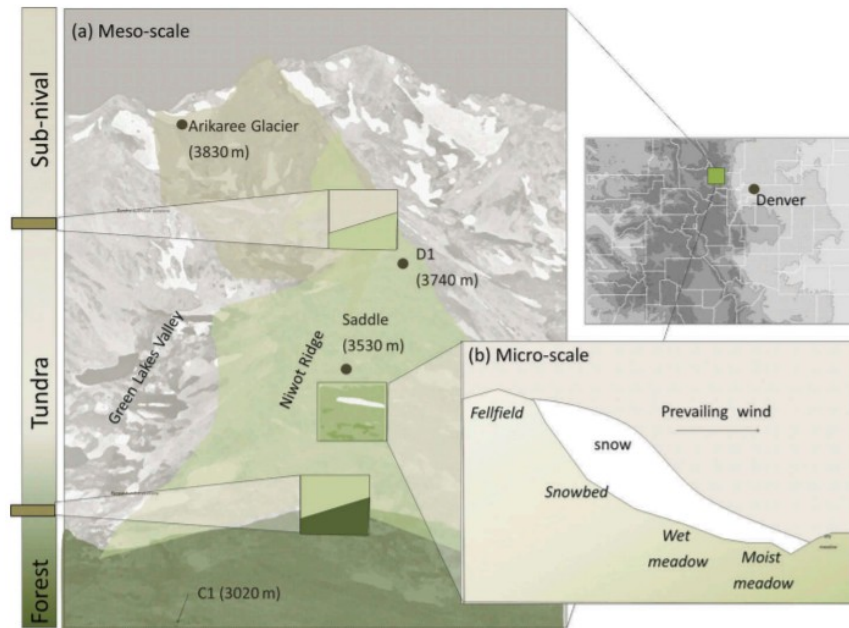 Sub-nival
Tundra
Forest
(a) Meso-scale
Arikaree Glacier
(3830 m)
D1
(3740 m)
Saddle
(3530 m)
Niwot Ridge
Green Lakes Valley
C1 (3020 m)
Denver
(b) Micro-scale
Fellfield
Prevailing wind
snow
Snowbed
Wet
meadow
Moist
meadow